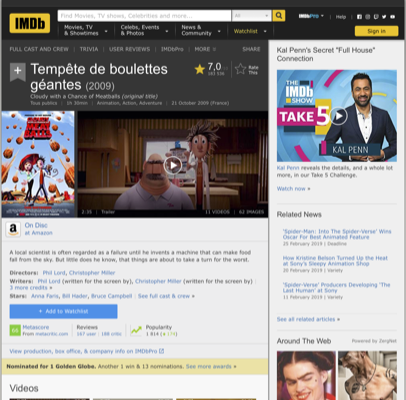 IMDb
Find Movies, TV shows, Celebrities and more...
All
IMDbPro
Help
Movies, TV
& Showtimes
Celebs, Events
& Photos
News &
Community
Watchlist
Sign in
FULL CAST AND CREW | TRIVIA | USER REVIEWS | IMDbPro | MORE
SHARE
Tempête de boulettes
géantes (2009)
Cloudy with a Chance of Meatballs (original title)
Tous publics | 1h 30min | Animation, Action, Adventure | 21 October 2009 (France)
7,0
Rate
This
2:35 | Trailer
11 VIDEOS | 62 IMAGES
On Disc
at Amazon
A local scientist is often regarded as a failure until he invents a machine that can make food
fall from the sky. But little does he know, that things are about to take a turn for the worst.
Directors: Phil Lord, Christopher Miller
Writers: Phil Lord (written for the screen by), Christopher Miller (written for the screen by) |
3 more credits »
Stars: Anna Faris, Bill Hader, Bruce Campbell | See full cast & crew »
+ Add to Watchlist
Metascore
From metacritic.com
Reviews
167 user | 188 critic
Popularity
View production, box office, & company info on IMDbPro
Nominated for 1 Golden Globe. Another 1 win & 13 nominations. See more awards »
Videos
Kal Penn's Secret "Full House"
Connection
THE
IMDb
SHOW
TAKE 5
KAL PENN
Kal Penn reveals the details, and a whole lot
more, in our Take 5 Challenge.
Watch now »
Related News
'Spider-Man: Into The Spider-Verse' Wins
Oscar For Best Animated Feature
25 February 2019 | Deadline
How Kristine Belson Turned Up the Heat
at Sony's Sleepy Animation Shop
20 February 2019 | Variety
'Spider-Verse' Producers Developing 'The
Last Human' at Sony
11 February 2019 | Variety
See all related articles »
Around The Web
Powered by ZergNet